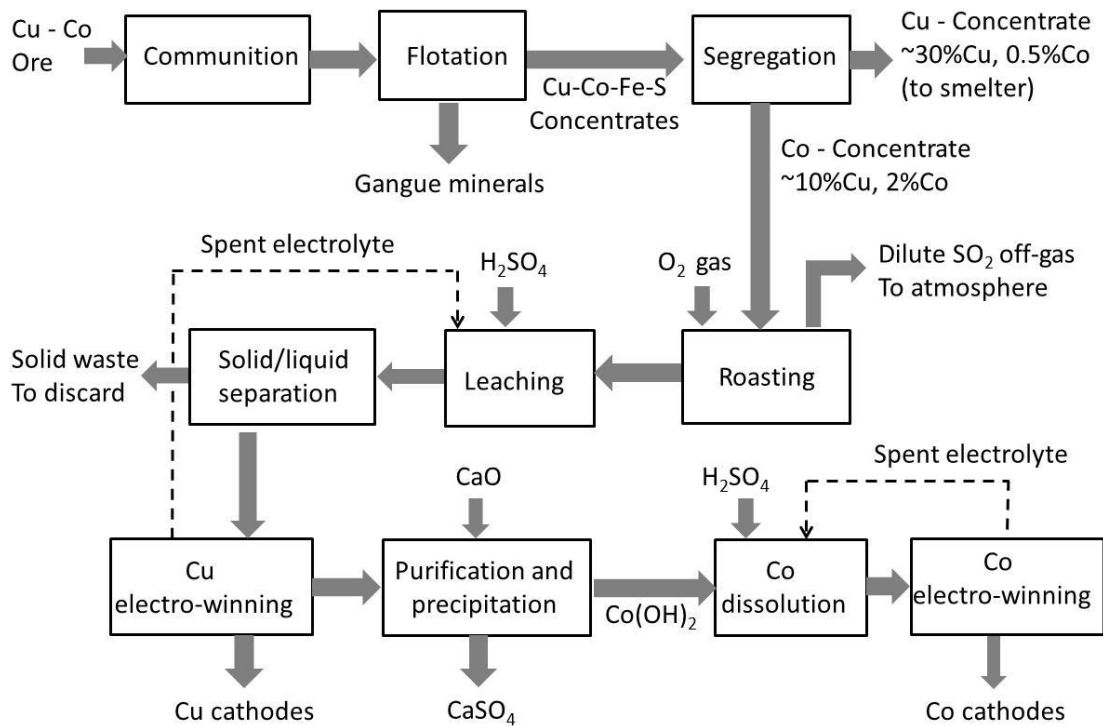 Cu - Co
Ore
Communition
Flotation
Segregation
Cu - Concentrate
~30%Cu, 0.5%Co
(to smelter)
Cu-Co-Fe-S
Concentrates
Gangue minerals
Co - Concentrate
~10%Cu, 2%Co
Spent electrolyte
H₂SO₄
O₂ gas
Dilute SO₂ off-gas
To atmosphere
Solid waste
To discard
Solid/liquid
separation
Leaching
Roasting
CaO
H₂SO₄
Spent electrolyte
Cu
electro-winning
Purification and
precipitation
Co(OH)₂
Co
dissolution
Co
electro-winning
Cu cathodes
CaSO₄
Co cathodes